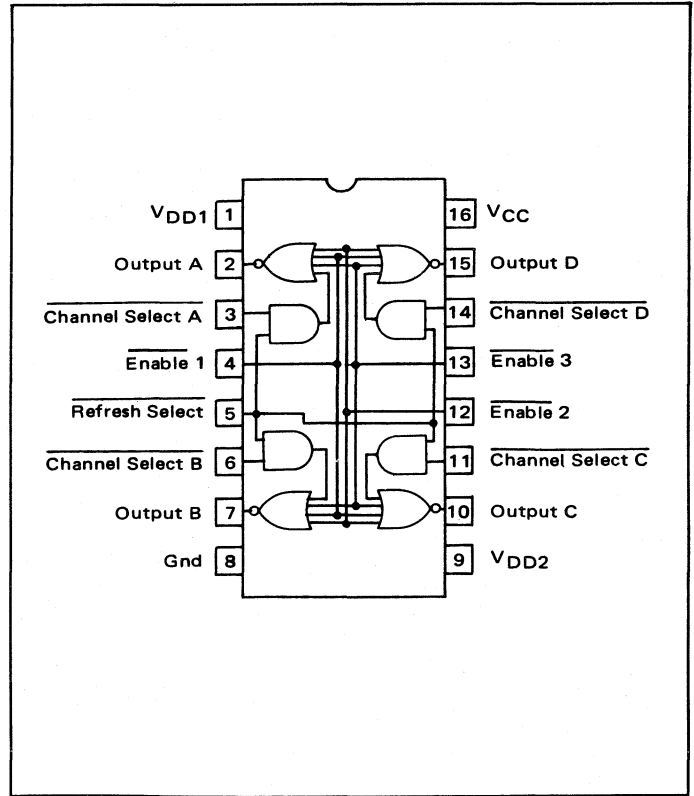 VDD1 1
Output A 2
Channel Select A 3
Enable 1 4
Refresh Select 5
Channel Select B 6
Output B 7
Gnd 8
16 VCC
15 Output D
14 Channel Select D
13 Enable 3
12 Enable 2
11 Channel Select C
10 Output C
9 VDD2